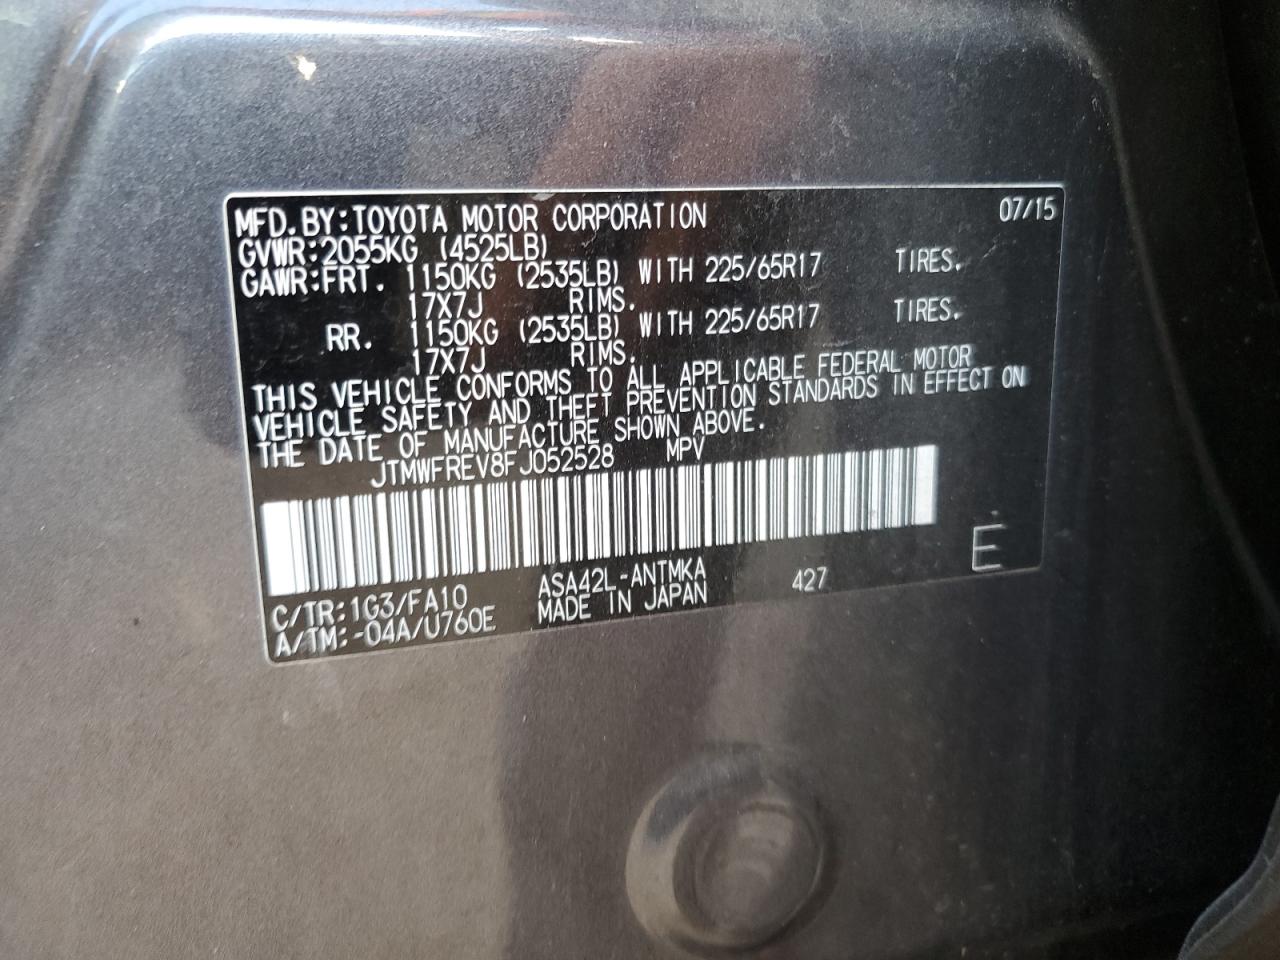 MFD.BY:TOYOTA MOTOR CORPORATION 07/15
GVWR:2055KG (4525LB)
GAWR:FRT. 1150KG (2535LB) WITH 225/65R17 TIRES.
17X7J RIMS.
RR. 1150KG (2535LB) WITH 225/65R17 TIRES.
17X7J RIMS.
THIS VEHICLE CONFORMS TO ALL APPLICABLE FEDERAL MOTOR
VEHICLE SAFETY AND THEFT PREVENTION STANDARDS IN EFFECT ON
THE DATE OF MANUFACTURE SHOWN ABOVE.
JTMWFREV8FJ052528 MPV
E
C/TR:1G3/FA10 ASA42L-ANTMKA 427
A/TM:-04A/U760E MADE IN JAPAN